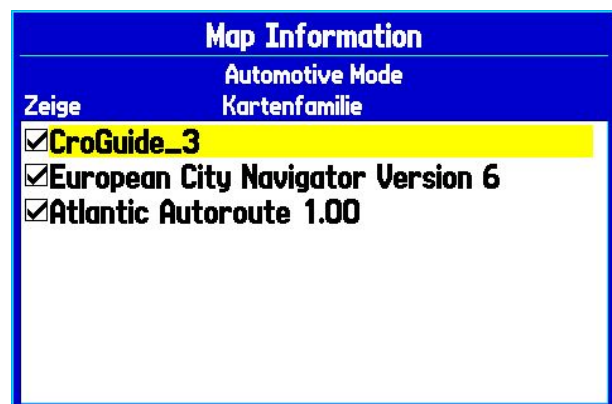 Map Information
Automotive Mode
Zeige Kartenfamilie
CroGuide_3
European City Navigator Version 6
Atlantic Autoroute 1.00